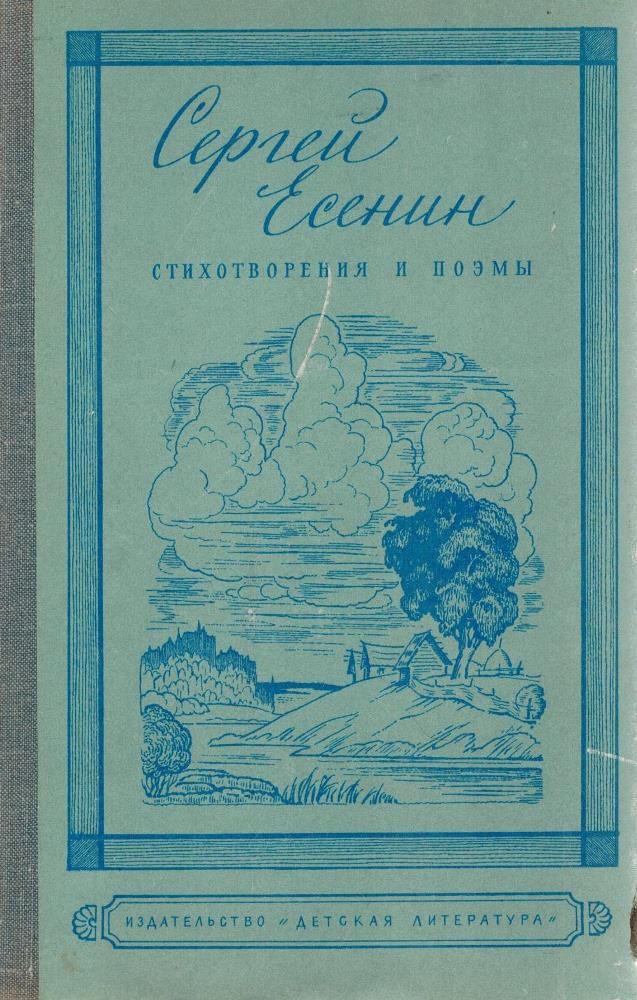 Сергей
Есенин
СТИХОТВОРЕНИЯ И ПОЭМЫ
ИЗДАТЕЛЬСТВО „ДЕТСКАЯ ЛИТЕРАТУРА"